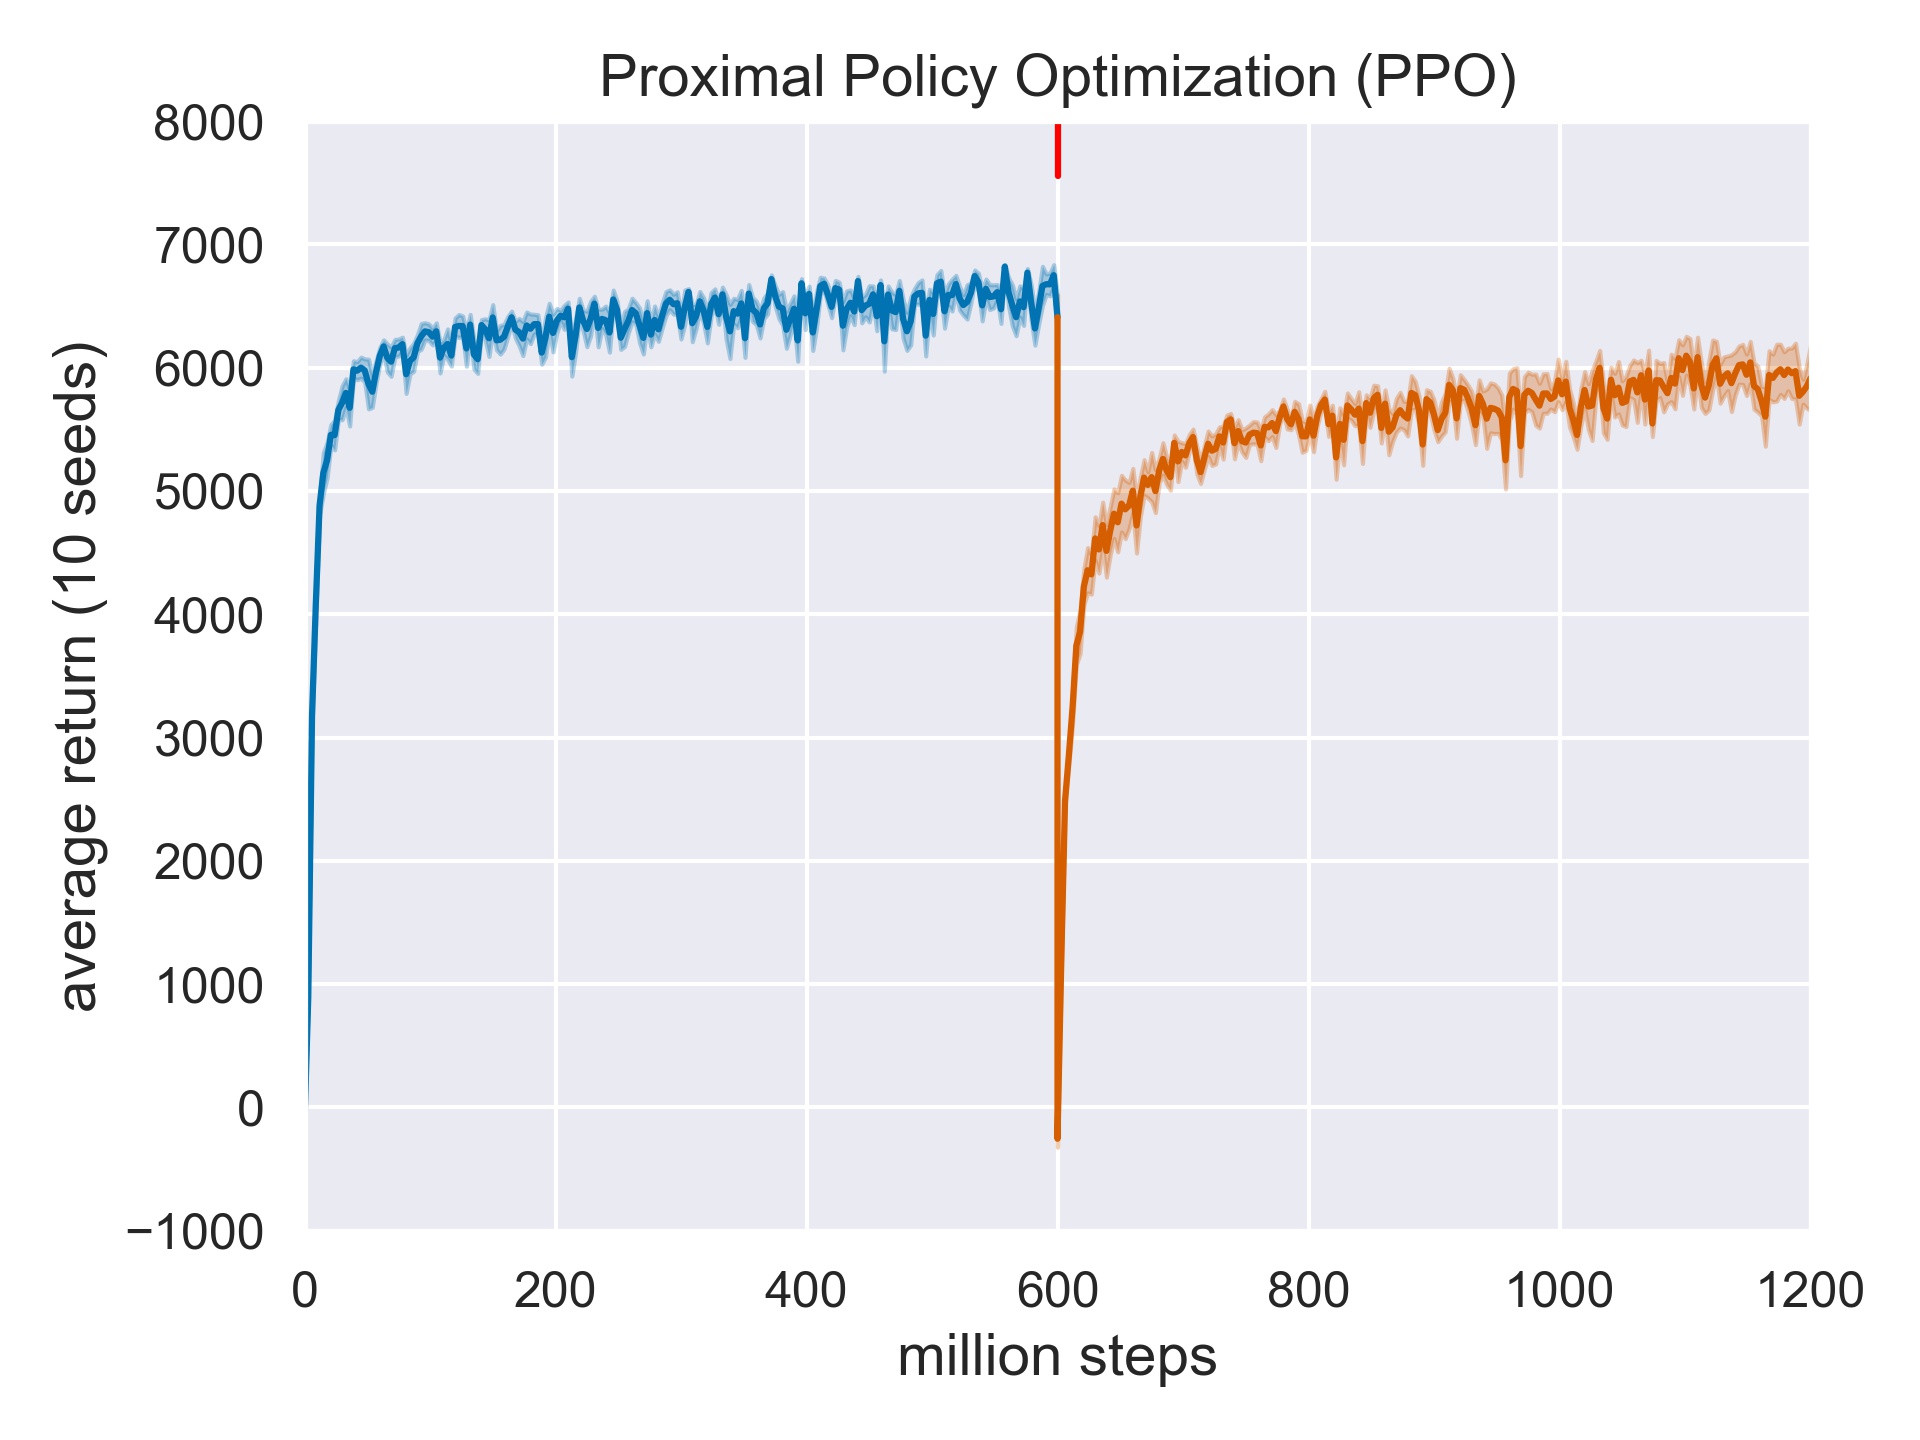 Proximal Policy Optimization (PPO)
8000
7000
6000
5000
4000
3000
2000
1000
0
−1000
average return (10 seeds)
0 200 400 600 800 1000 1200
million steps